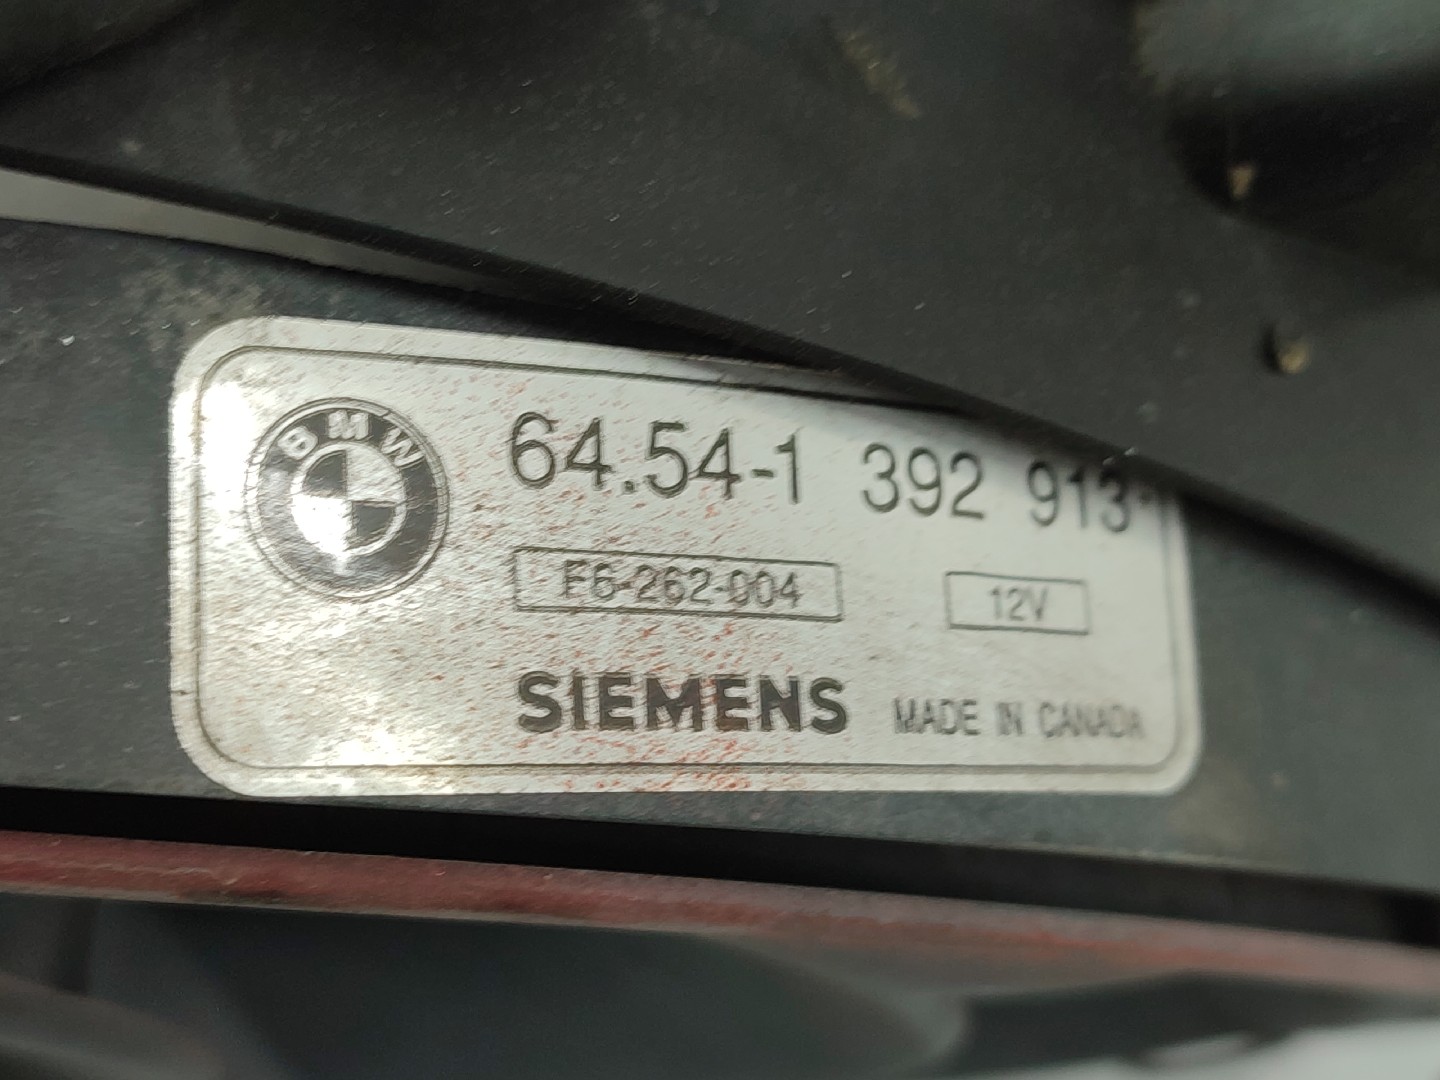 BMW
64.54-1 392 913
F6-262-004
12V
SIEMENS MADE IN CANADA